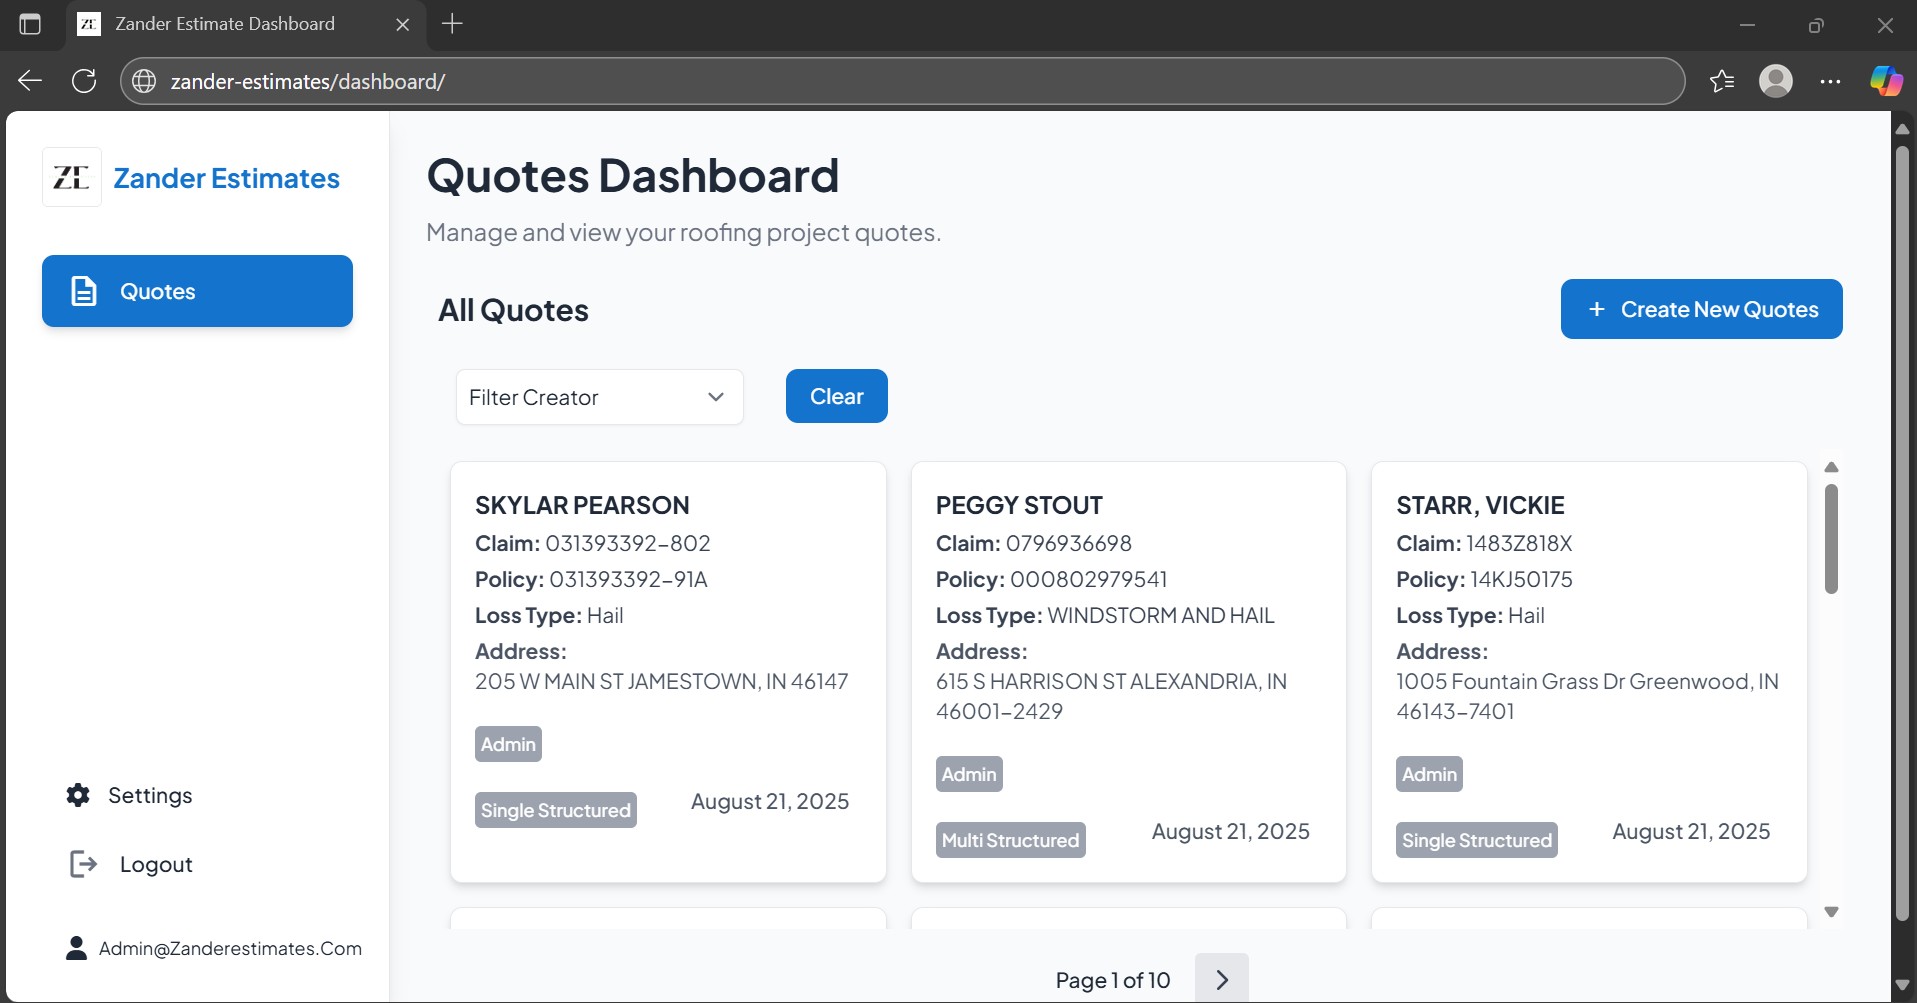 Zander Estimate Dashboard
zander-estimates/dashboard/
ZE Zander Estimates
Quotes
Settings
Logout
Admin@Zanderestimates.Com
Quotes Dashboard
Manage and view your roofing project quotes.
All Quotes
+ Create New Quotes
Filter Creator
Clear
SKYLAR PEARSON
Claim: 031393392-802
Policy: 031393392-91A
Loss Type: Hail
Address:
205 W MAIN ST JAMESTOWN, IN 46147
Admin
Single Structured
August 21, 2025
PEGGY STOUT
Claim: 0796936698
Policy: 000802979541
Loss Type: WINDSTORM AND HAIL
Address:
615 S HARRISON ST ALEXANDRIA, IN
46001-2429
Admin
Multi Structured
August 21, 2025
STARR, VICKIE
Claim: 1483Z818X
Policy: 14KJ50175
Loss Type: Hail
Address:
1005 Fountain Grass Dr Greenwood, IN
46143-7401
Admin
Single Structured
August 21, 2025
Page 1 of 10